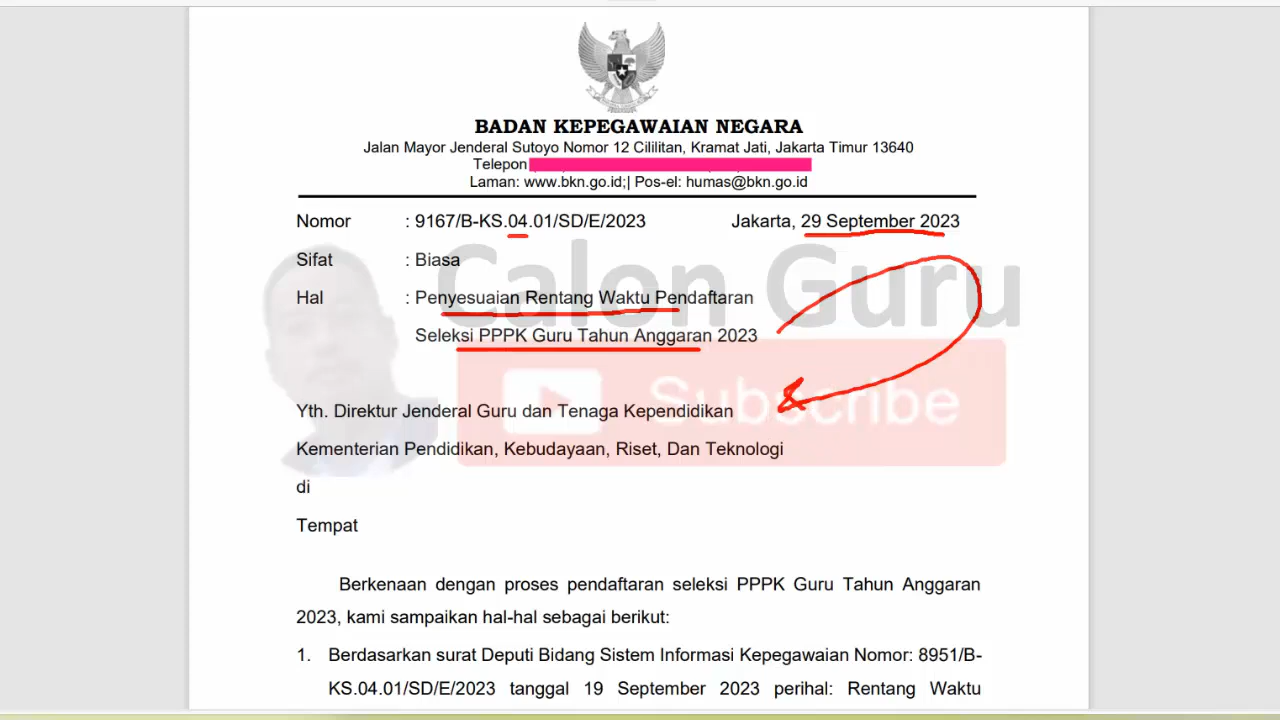 BADAN KEPEGAWAIAN NEGARA
Jalan Mayor Jenderal Sutoyo Nomor 12 Cililitan, Kramat Jati, Jakarta Timur 13640
Telepon
Laman: www.bkn.go.id;| Pos-el: humas@bkn.go.id
Nomor : 9167/B-KS.04.01/SD/E/2023 Jakarta, 29 September 2023
Sifat : Biasa
Calon Guru
Hal : Penyesuaian Rentang Waktu Pendaftaran
Seleksi PPPK Guru Tahun Anggaran 2023
Subscribe
Yth. Direktur Jenderal Guru dan Tenaga Kependidikan
Kementerian Pendidikan, Kebudayaan, Riset, Dan Teknologi
di
Tempat
Berkenaan dengan proses pendaftaran seleksi PPPK Guru Tahun Anggaran
2023, kami sampaikan hal-hal sebagai berikut:
1. Berdasarkan surat Deputi Bidang Sistem Informasi Kepegawaian Nomor: 8951/B-
KS.04.01/SD/E/2023 tanggal 19 September 2023 perihal: Rentang Waktu